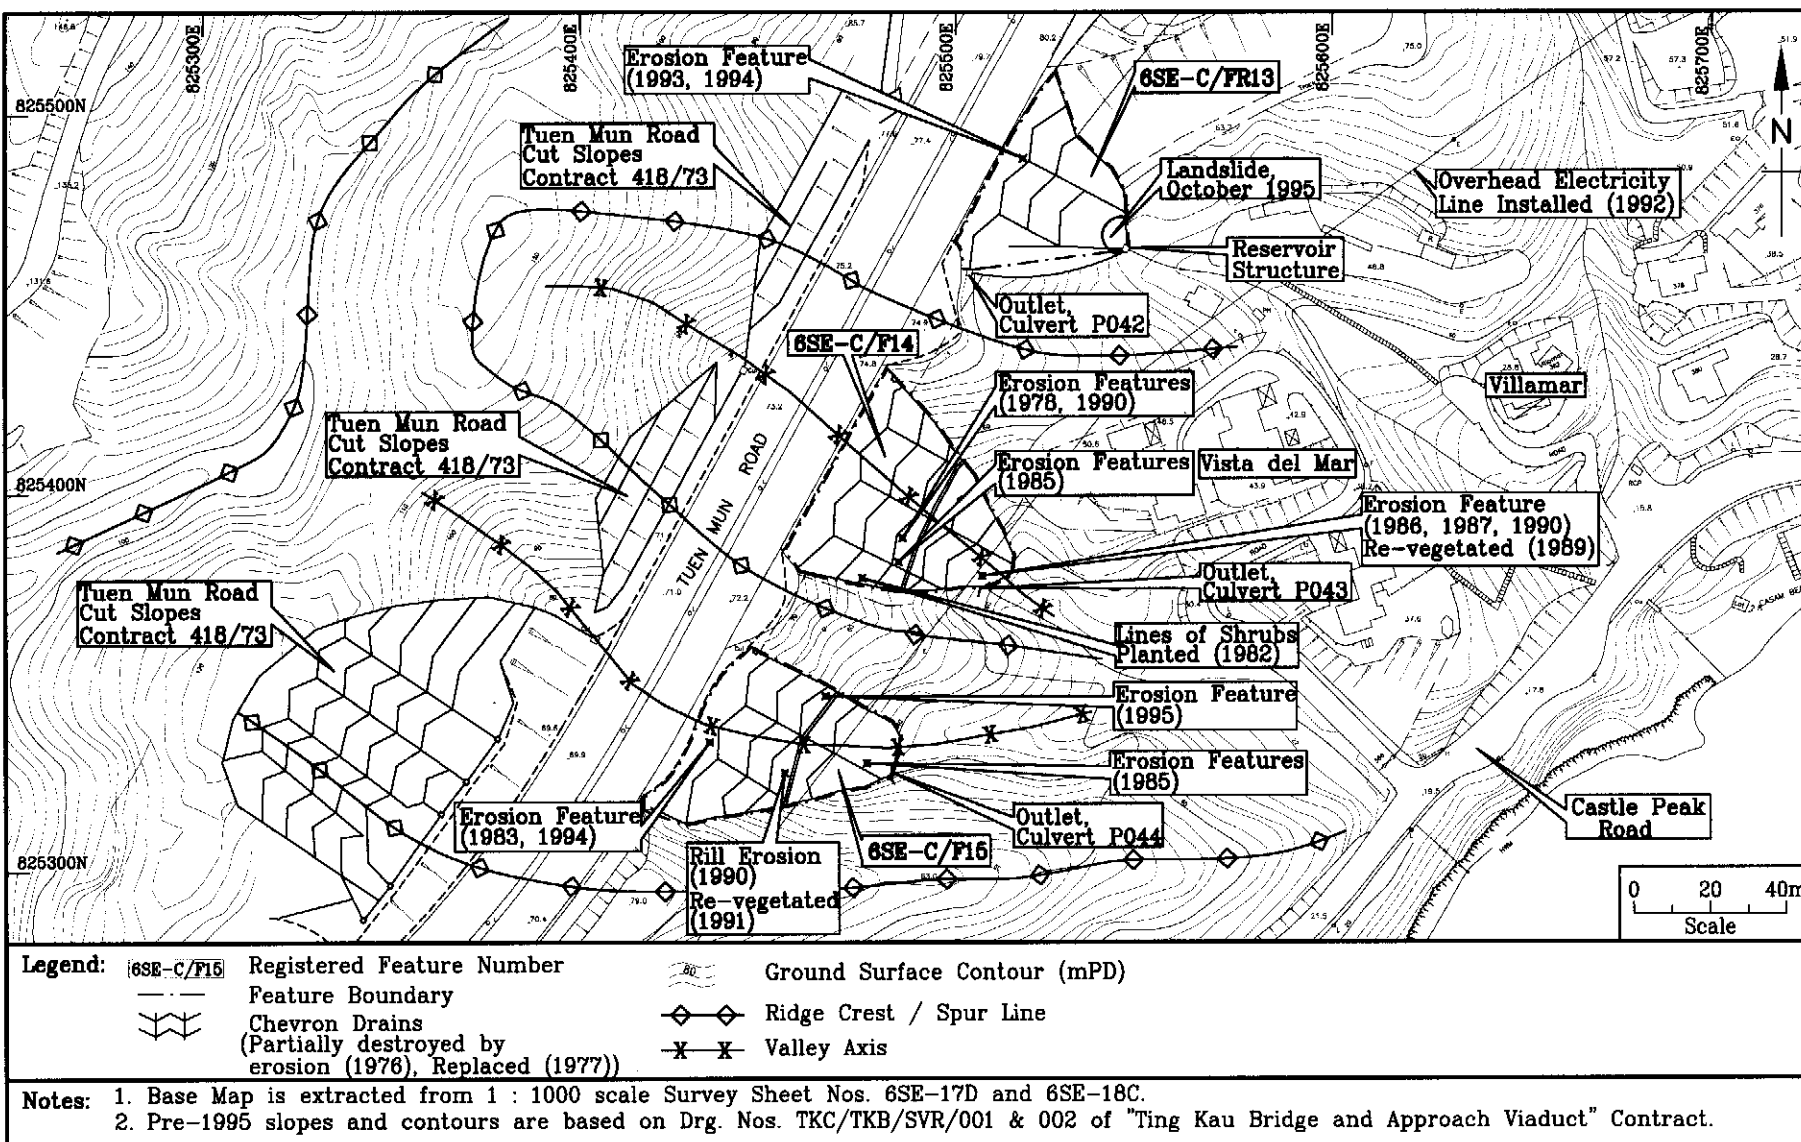 825300E
825400E
825500E
825600E
825700E
825500N
825400N
825300N
Erosion Feature
(1993, 1994)
6SE-C/FR13
N
Tuen Mun Road
Cut Slopes
Contract 418/73
Landslide,
October 1995
Overhead Electricity
Line Installed (1992)
Reservoir
Structure
Outlet,
Culvert P042
6SE-C/F14
Erosion Features
(1978, 1990)
Villamar
Tuen Mun Road
Cut Slopes
Contract 418/73
TUEN MUN ROAD
Erosion Features
(1985)
Vista del Mar
Erosion Feature
(1986, 1987, 1990)
Re-vegetated (1989)
Outlet,
Culvert P043
Tuen Mun Road
Cut Slopes
Contract 418/73
Lines of Shrubs
Planted (1982)
Erosion Feature
(1995)
Erosion Features
(1985)
Erosion Feature
(1983, 1994)
Outlet,
Culvert P044
Castle Peak
Road
Rill Erosion
(1990)
Re-vegetated
(1991)
6SE-C/F15
0 20 40m
Scale
Legend: 6SE-C/F15 Registered Feature Number
Feature Boundary
Chevron Drains
(Partially destroyed by
erosion (1976), Replaced (1977))
80 Ground Surface Contour (mPD)
Ridge Crest / Spur Line
Valley Axis
Notes: 1. Base Map is extracted from 1 : 1000 scale Survey Sheet Nos. 6SE-17D and 6SE-18C.
2. Pre-1995 slopes and contours are based on Drg. Nos. TKC/TKB/SVR/001 & 002 of "Ting Kau Bridge and Approach Viaduct" Contract.